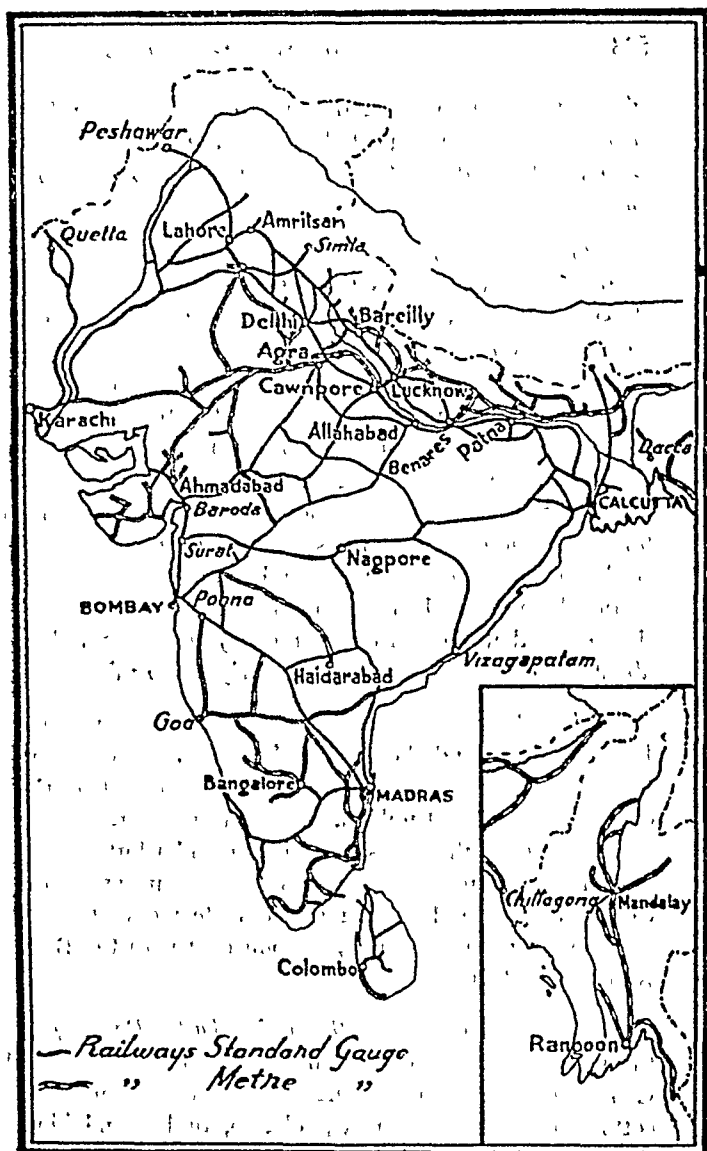 Peshawar
Quetta
Lahore
Amritsan
Simla
Delhi
Bareilly
Agra
Cawnpore
Lucknow
Karachi
Allahabad
Benares
Patna
Dacca
Ahmadabad
Baroda
CALCUTTA
Surat
Nagpore
BOMBAY
Poona
Haidarabad
Vizagapatam
Goa
Bangalore
MADRAS
Colombo
Chittagong
Mandalay
Rangoon
Railways Standard Gauge
" Metre "